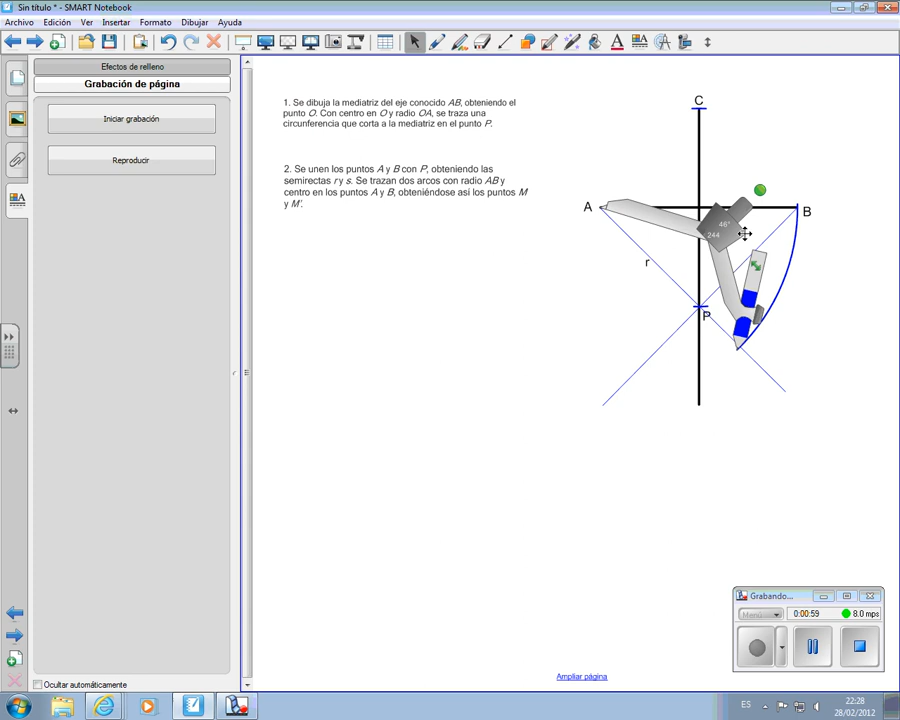 Sin título * - SMART Notebook
Archivo Edición Ver Insertar Formato Dibujar Ayuda
Efectos de relleno
Grabación de página
Iniciar grabación
Reproducir
1. Se dibuja la mediatriz del eje conocido AB, obteniendo el
punto O. Con centro en O y radio OA, se traza una
circunferencia que corta a la mediatriz en el punto P.
2. Se unen los puntos A y B con P, obteniendo las
semirectas r y s. Se trazan dos arcos con radio AB y
centro en los puntos A y B, obteniéndose así los puntos M
y M'.
C
A
B
46°
244
r
P
Grabando...
Menú
0:00:59
8.0 mps
Ampliar página
Ocultar automáticamente
ES
22:28
28/02/2012